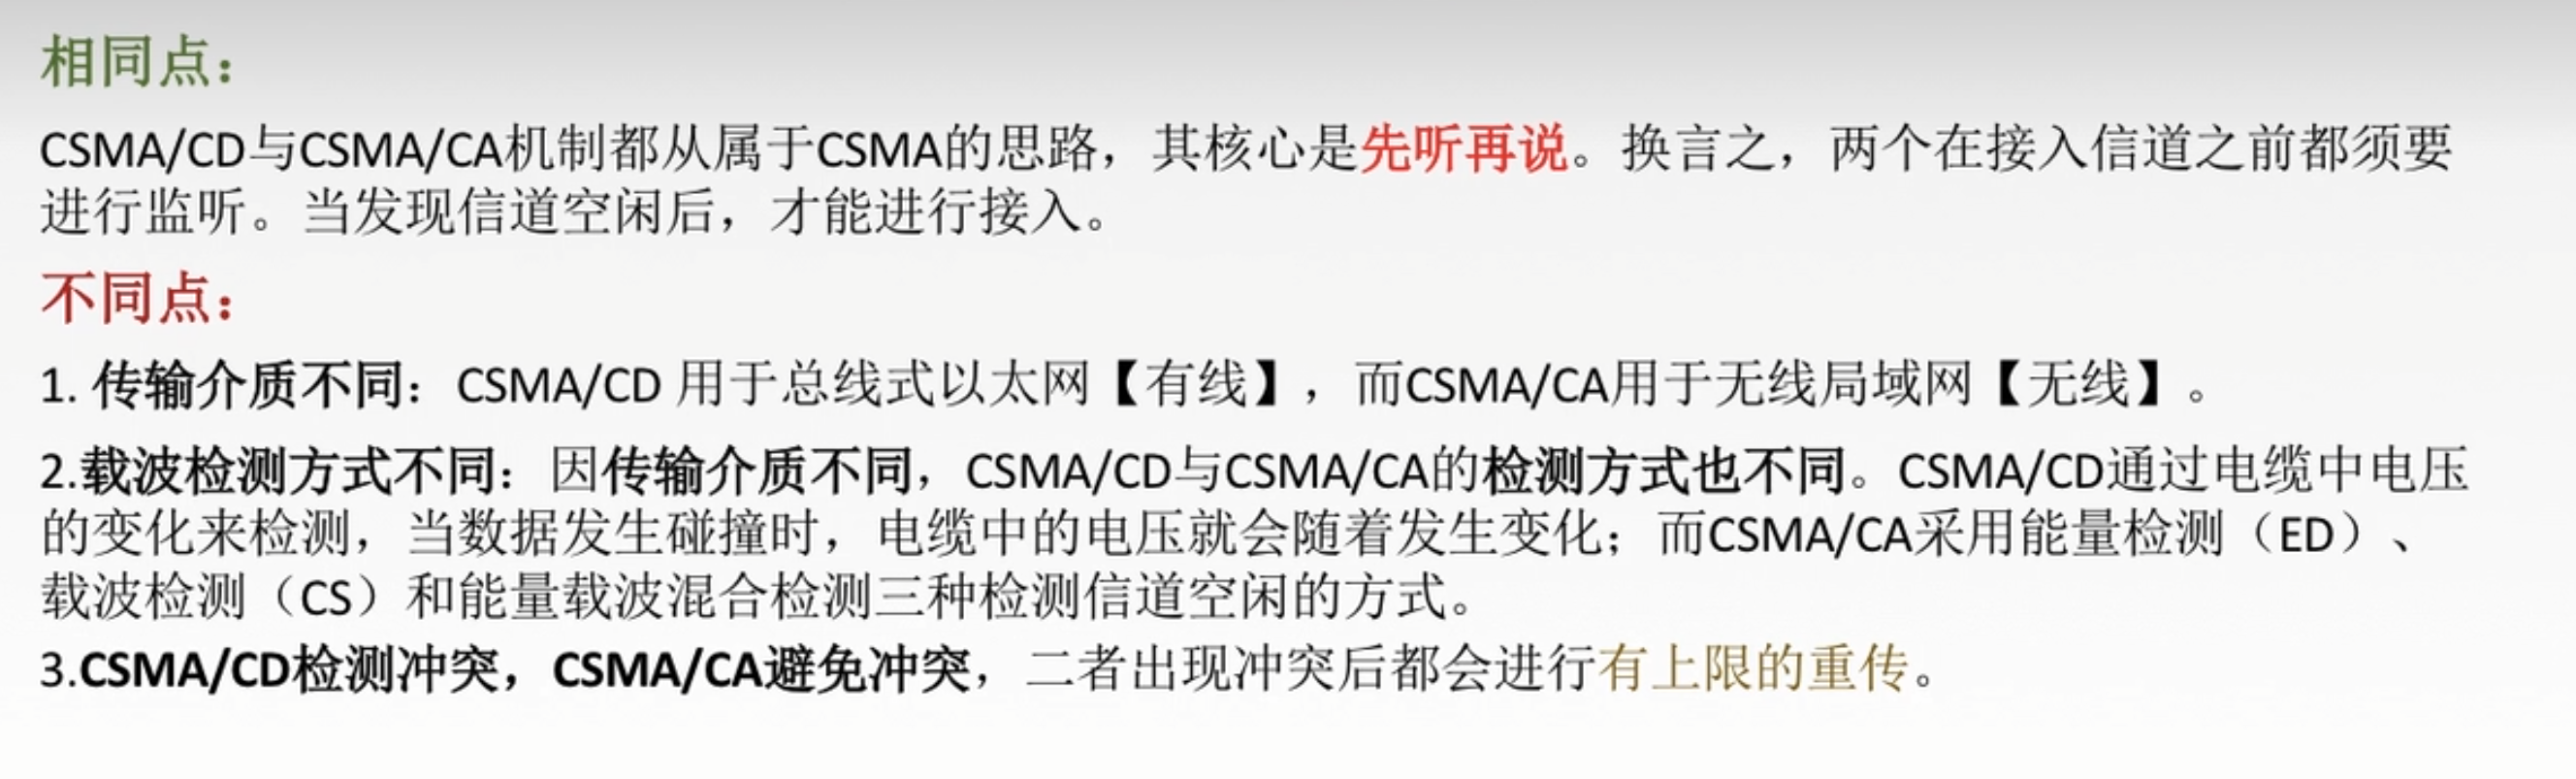 相同点：
CSMA/CD与CSMA/CA机制都从属于CSMA的思路，其核心是先听再说。换言之，两个在接入信道之前都须要
进行监听。当发现信道空闲后，才能进行接入。
不同点：
1. 传输介质不同：CSMA/CD 用于总线式以太网【有线】，而CSMA/CA用于无线局域网【无线】。
2.载波检测方式不同：因传输介质不同，CSMA/CD与CSMA/CA的检测方式也不同。CSMA/CD通过电缆中电压
的变化来检测，当数据发生碰撞时，电缆中的电压就会随着发生变化；而CSMA/CA采用能量检测（ED）、
载波检测（CS）和能量载波混合检测三种检测信道空闲的方式。
3.CSMA/CD检测冲突，CSMA/CA避免冲突，二者出现冲突后都会进行有上限的重传。